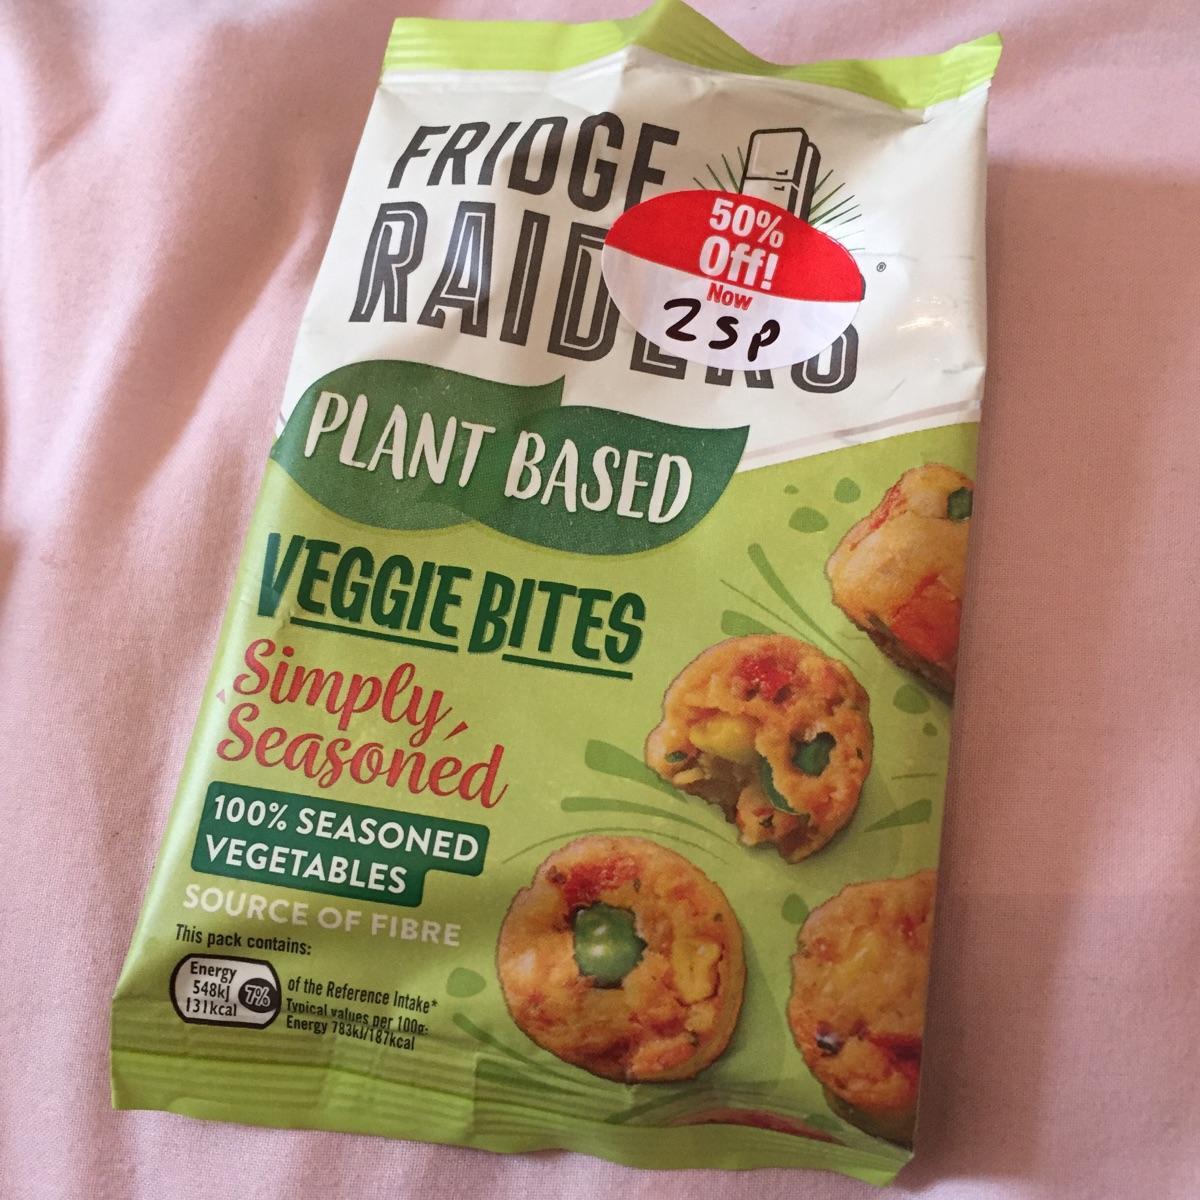 FRIDGE
RAIDERS
®
50%
Off!
Now
25p
PLANT BASED
VEGGIE BITES
Simply
Seasoned
100% SEASONED
VEGETABLES
SOURCE OF FIBRE
This pack contains:
Energy
548kJ
131kcal
7%
of the Reference Intake*
Typical values per 100g:
Energy 783kJ/187kcal